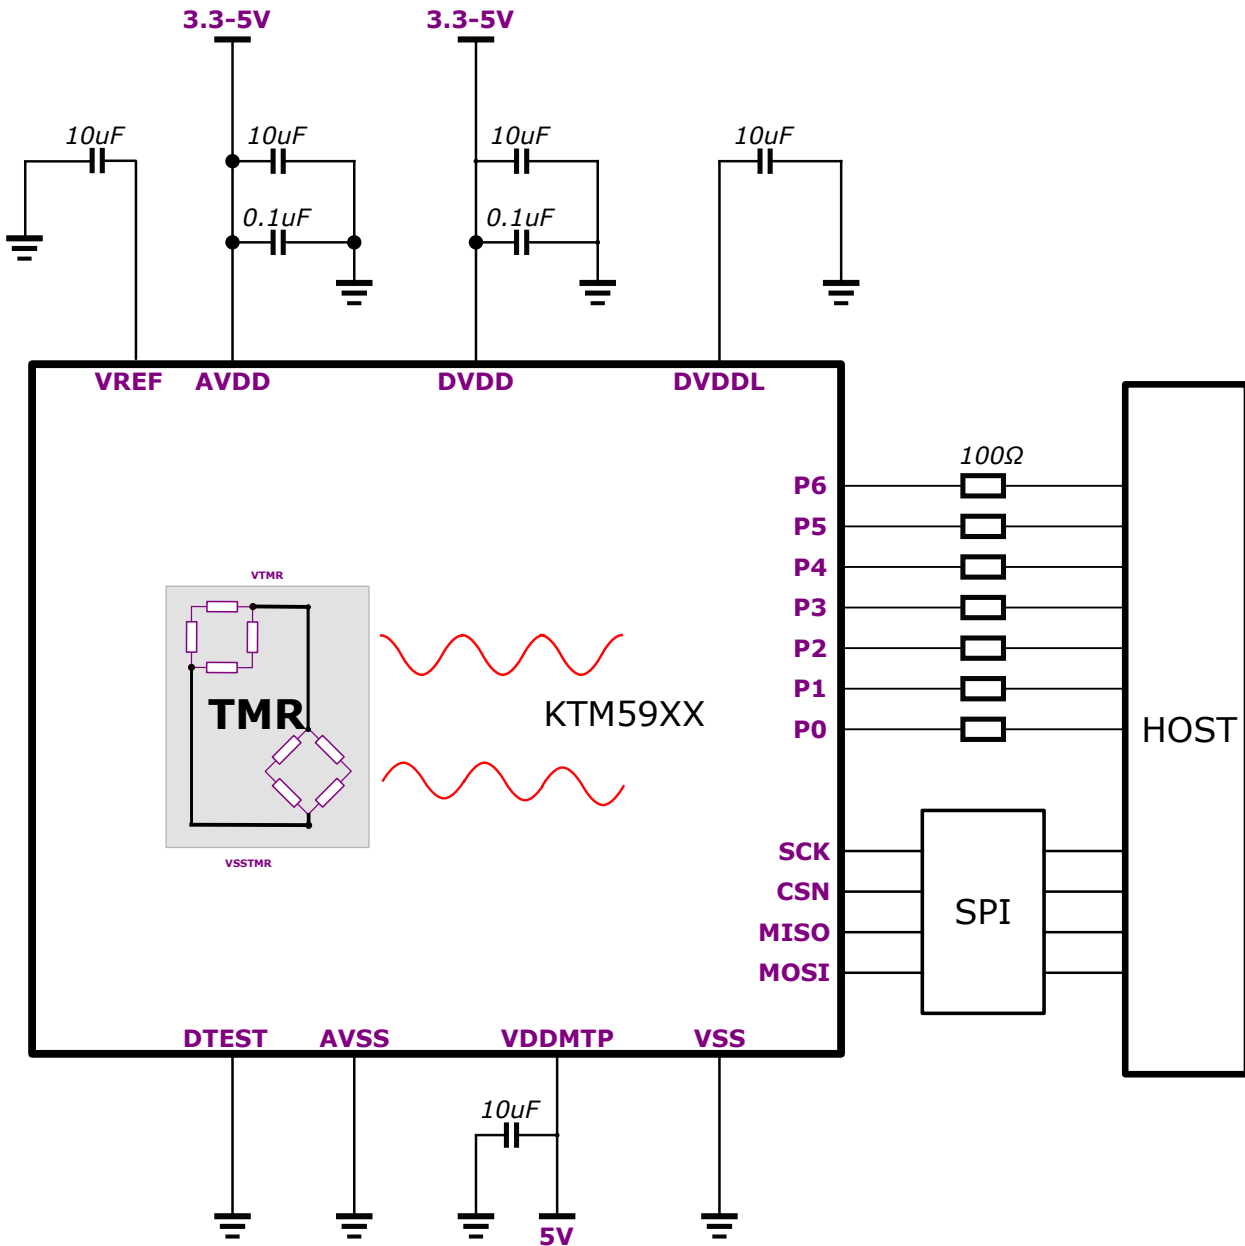 3.3-5V 3.3-5V
10uF 10uF 10uF 10uF
0.1uF 0.1uF
VREF AVDD DVDD DVDDL
100Ω
P6
P5
P4
P3
P2
P1
P0
VTMR
TMR
VSSTMR
KTM59XX
HOST
SCK
CSN
MISO
MOSI
SPI
DTEST AVSS VDDMTP VSS
10uF
5V